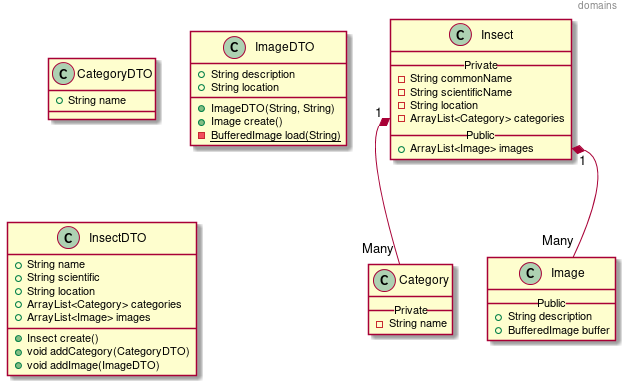 domains
C CategoryDTO
String name
C ImageDTO
String description
String location
ImageDTO(String, String)
Image create()
BufferedImage load(String)
C Insect
Private
String commonName
String scientificName
String location
ArrayList<Category> categories
Public
ArrayList<Image> images
1
1
C InsectDTO
String name
String scientific
String location
ArrayList<Category> categories
ArrayList<Image> images
Insect create()
void addCategory(CategoryDTO)
void addImage(ImageDTO)
Many
C Category
Private
String name
Many
C Image
Public
String description
BufferedImage buffer